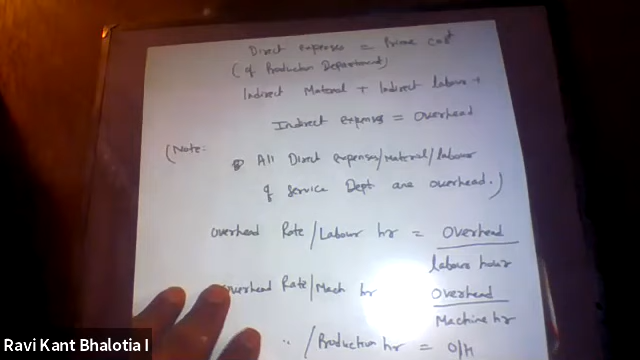 Direct expenses = Prime cost
(of Production Department)
Indirect Material + Indirect labour +
Indirect expenses = Overhead
(Note:
All Direct expenses/Material/labour
of service Dept are overhead.)
overhead Rate/Labour hr = Overhead
labour hour
overhead Rate/Mach hr = Overhead
Machine hr
" /Production hr = O/H
Ravi Kant Bhalotia I